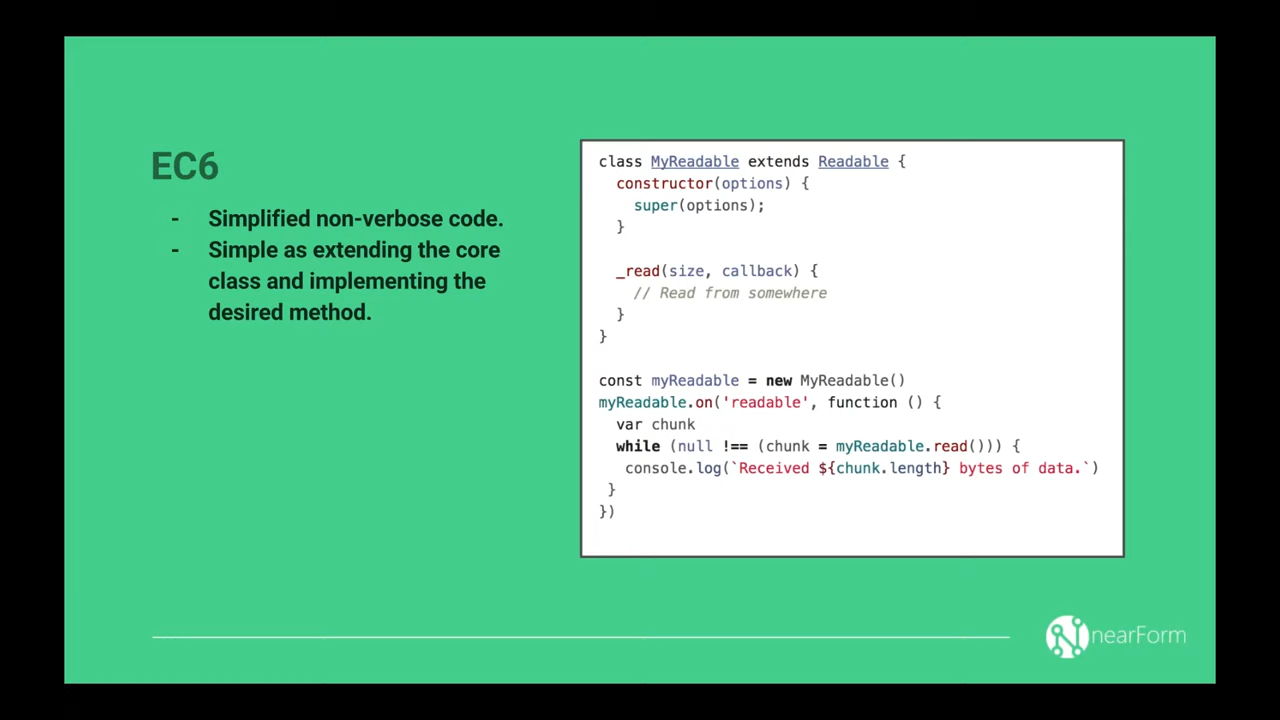 EC6
- Simplified non-verbose code.
- Simple as extending the core
class and implementing the
desired method.
class MyReadable extends Readable {
  constructor(options) {
    super(options);
  }

  _read(size, callback) {
    // Read from somewhere
  }
}

const myReadable = new MyReadable()
myReadable.on('readable', function () {
  var chunk
  while (null !== (chunk = myReadable.read())) {
   console.log(`Received ${chunk.length} bytes of data.`)
 }
})
nearForm